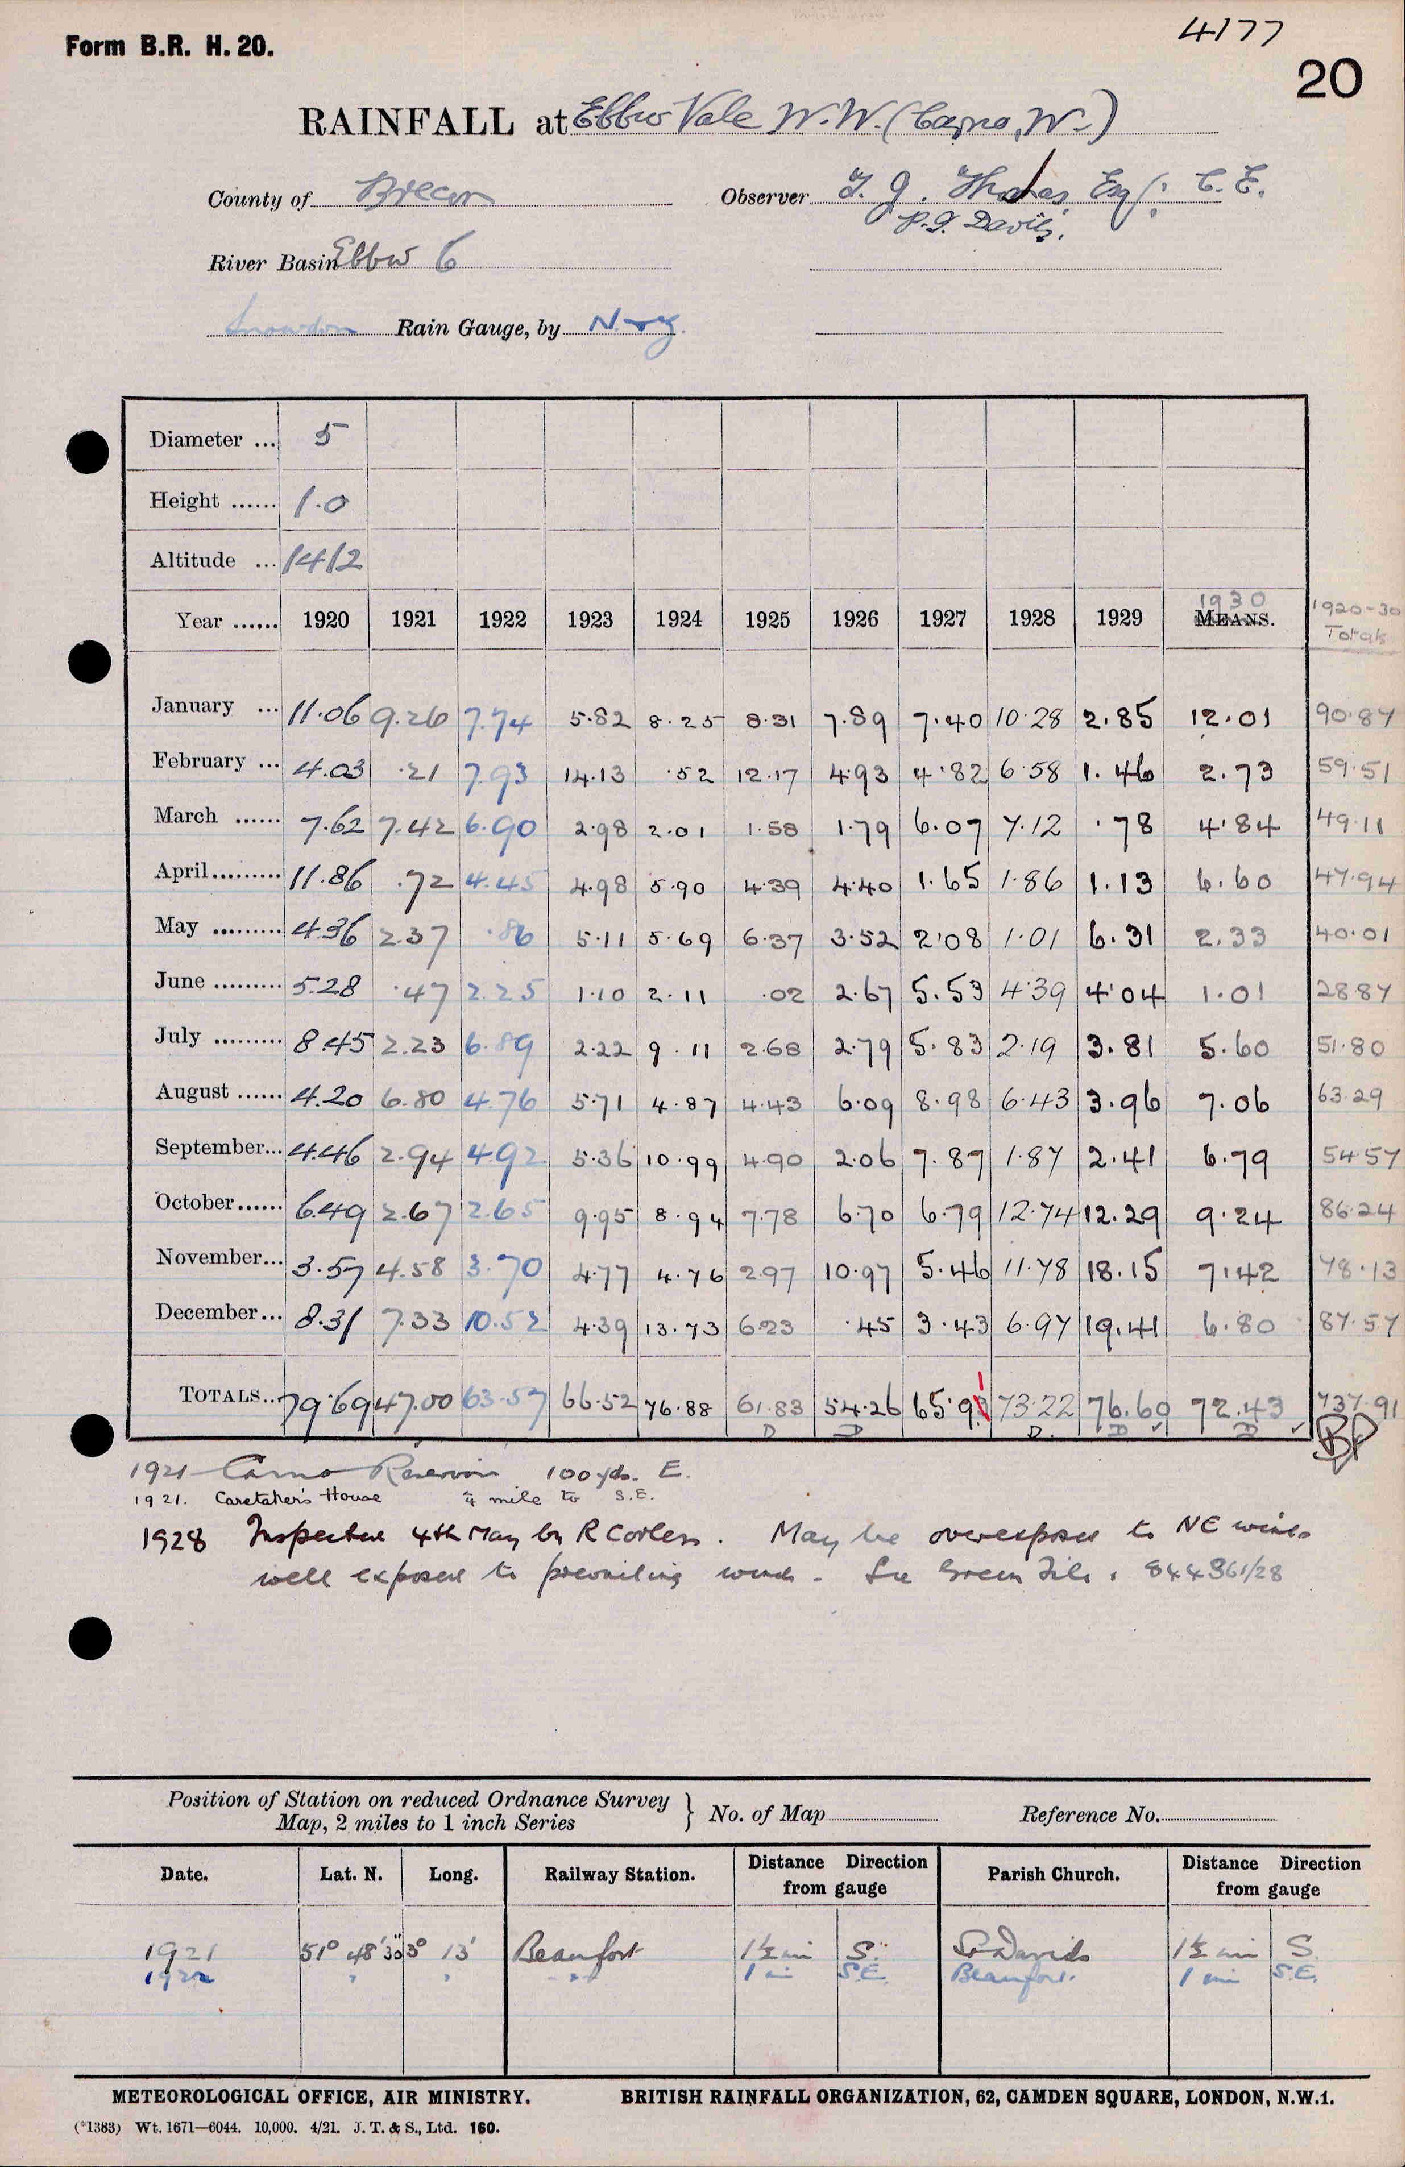 4177
Form B.R. H. 20.
20
RAINFALL at Ebbw Vale W.W. (Carno, W.)
County of Brecon Observer T. J. Thomas Esq. C.E.
P.G. Davies.
River Basin Ebbw 6
Snowdon Rain Gauge, by Neg.
Diameter ... 5
Height ...... 1.0
Altitude ... 1412
Year ...... 1920 1921 1922 1923 1924 1925 1926 1927 1928 1929 MEANS. 1930 1920-30 Totals
January ... 11.06 9.26 7.74 5.82 8.25 8.31 7.89 7.40 10.28 2.85 12.01 90.87
February ... 4.03 .21 7.93 14.13 .52 12.17 4.93 4.82 6.58 1.46 2.73 59.51
March ...... 7.62 7.42 6.90 2.98 2.01 1.58 1.79 6.07 7.12 .78 4.84 49.11
April ......... 11.86 .72 4.45 4.98 5.90 4.39 4.40 1.65 1.86 1.13 6.60 47.94
May ......... 4.36 2.37 .86 5.11 5.69 6.37 3.52 2.08 1.01 6.31 2.33 40.01
June ......... 5.28 .47 2.25 1.10 2.11 .02 2.67 5.53 4.39 4.04 1.01 28.87
July ......... 8.45 2.23 6.89 2.22 9.11 2.68 2.79 5.83 2.19 3.81 5.60 51.80
August ...... 4.20 6.80 4.76 5.71 4.87 4.43 6.09 8.98 6.43 3.96 7.06 63.29
September... 4.46 2.94 4.92 5.36 10.99 4.90 2.06 7.87 1.87 2.41 6.79 54.57
October ...... 6.49 2.67 2.65 9.95 8.94 7.78 6.70 6.79 12.74 12.29 9.24 86.24
November... 3.57 4.58 3.70 4.77 4.76 2.97 10.97 5.46 11.78 18.15 7.42 78.13
December ... 8.31 7.33 10.52 4.39 13.73 6.23 .45 3.43 6.97 19.41 6.80 87.57
TOTALS... 79.69 47.00 63.57 66.52 76.88 61.83 54.26 65.91 73.22 76.60 72.43 737.91
D D D. D D
1921 Carno Reservoir 100 yds. E.
1921. Caretaker's House ¼ mile to S.E.
1928 Inspected 4th May by R Corless. May be overexposed to NE winds
well exposed to prevailing winds. See Green File. 844361/28
Position of Station on reduced Ordnance Survey
Map, 2 miles to 1 inch Series } No. of Map Reference No.
Date. Lat. N. Long. Railway Station. Distance Direction from gauge Parish Church. Distance Direction from gauge
1921 51° 48' 30" 3° 13' Beaufort 1½ mi S. St Davids 1½ mi S.
1922 " " " 1 mi S.E. Beaufort. 1 mi S.E.
METEOROLOGICAL OFFICE, AIR MINISTRY. BRITISH RAINFALL ORGANIZATION, 62, CAMDEN SQUARE, LONDON, N.W.1.
(*1383) Wt. 1671—6044. 10,000. 4/21. J. T. & S., Ltd. 160.